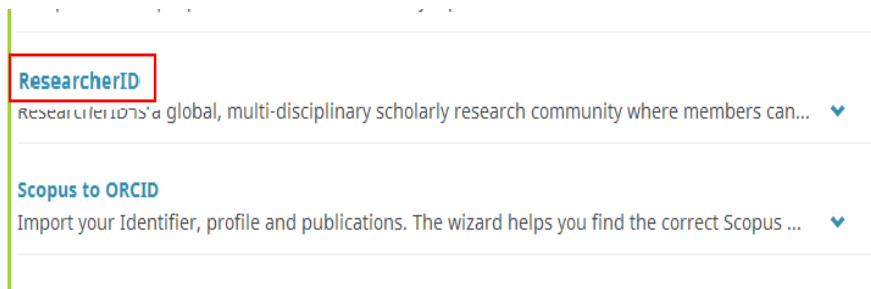 ResearcherID
ResearcherID is a global, multi-disciplinary scholarly research community where members can...
Scopus to ORCID
Import your Identifier, profile and publications. The wizard helps you find the correct Scopus ...